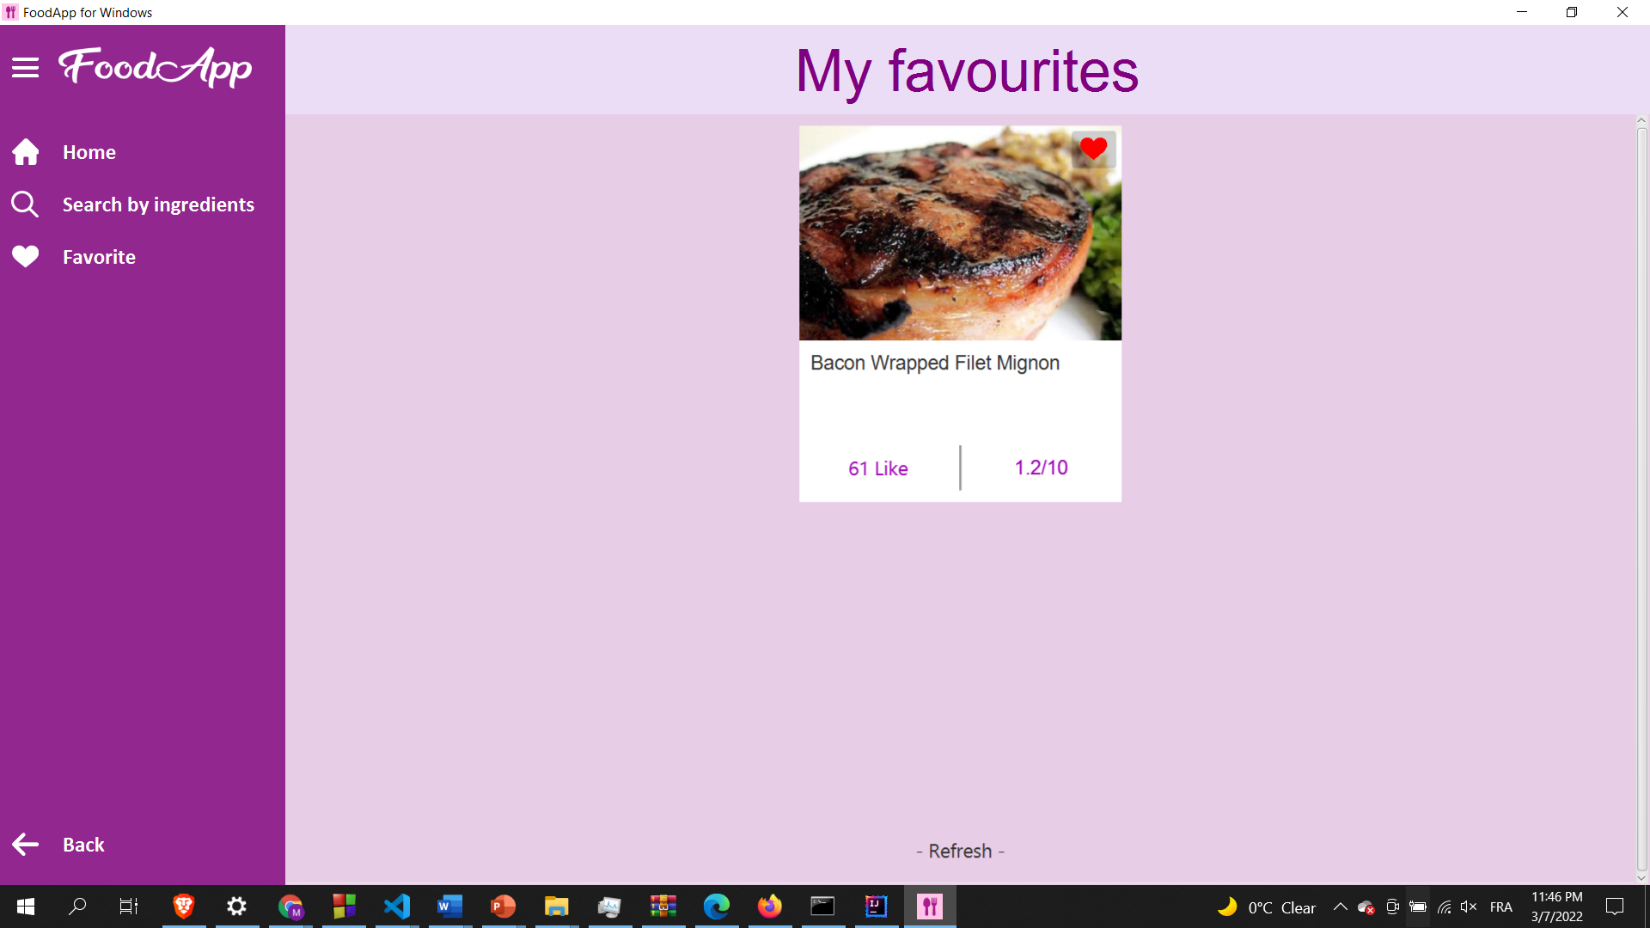 FoodApp for Windows
FoodApp
My favourites
Home
Search by ingredients
Favorite
Bacon Wrapped Filet Mignon
61 Like
1.2/10
Back
- Refresh -
0°C Clear
FRA
11:46 PM
3/7/2022